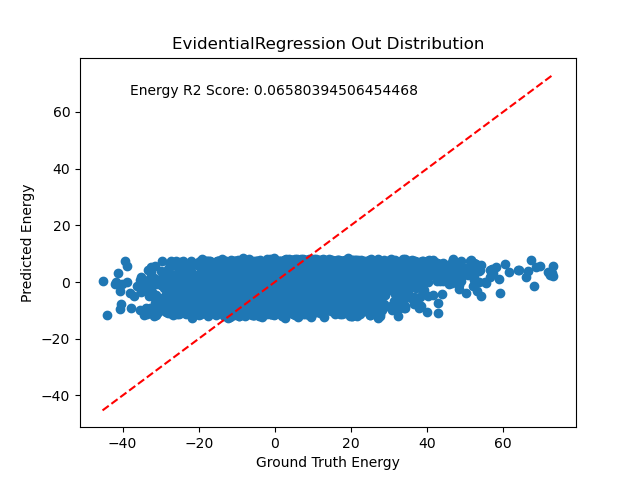 EvidentialRegression Out Distribution
Energy R2 Score: 0.06580394506454468
60
40
20
0
−20
−40
Predicted Energy
−40 −20 0 20 40 60
Ground Truth Energy